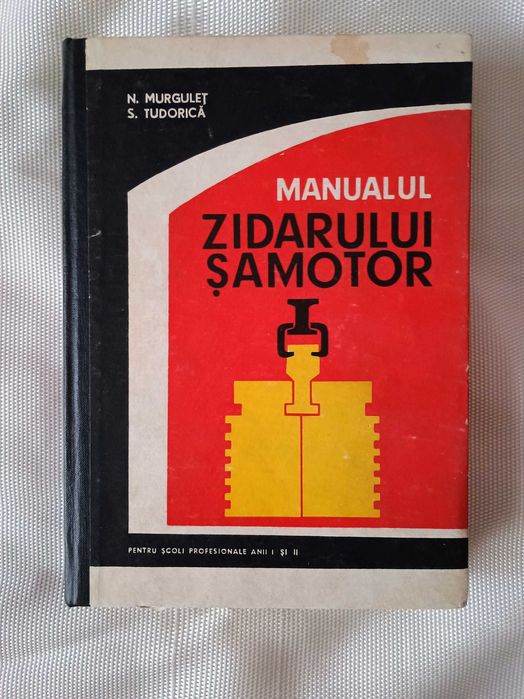 N. MURGULEȚ
S. TUDORICĂ
MANUALUL
ZIDARULUI
ȘAMOTOR
PENTRU ȘCOLI PROFESIONALE ANII I ȘI II